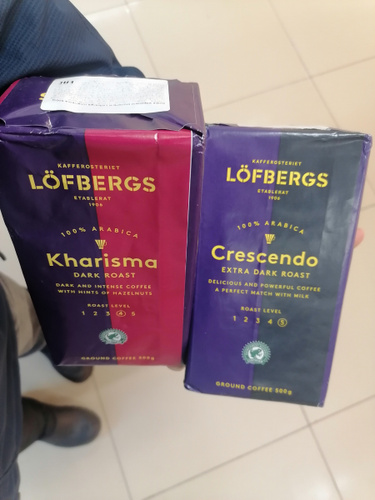 KAFFEROSTERIET
LÖFBERGS
ETABLERAT
1906
100% ARABICA
Kharisma
DARK ROAST
DARK AND INTENSE COFFEE
WITH HINTS OF HAZELNUTS
ROAST LEVEL
1 2 3 4 5
GROUND COFFEE 500g
KAFFEROSTERIET
LÖFBERGS
ETABLERAT
1906
100% ARABICA
Crescendo
EXTRA DARK ROAST
DELICIOUS AND POWERFUL COFFEE
A PERFECT MATCH WITH MILK
ROAST LEVEL
1 2 3 4 5
GROUND COFFEE 500g